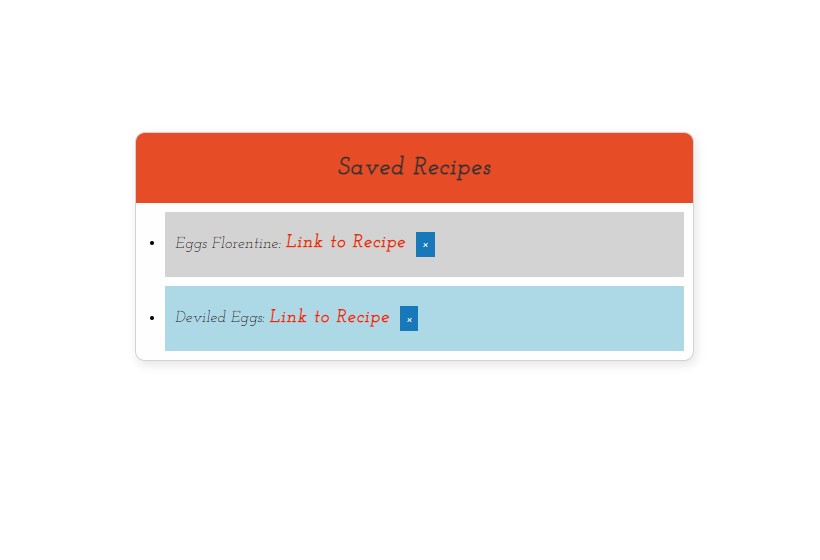 Saved Recipes
Eggs Florentine: Link to Recipe ×
Deviled Eggs: Link to Recipe ×